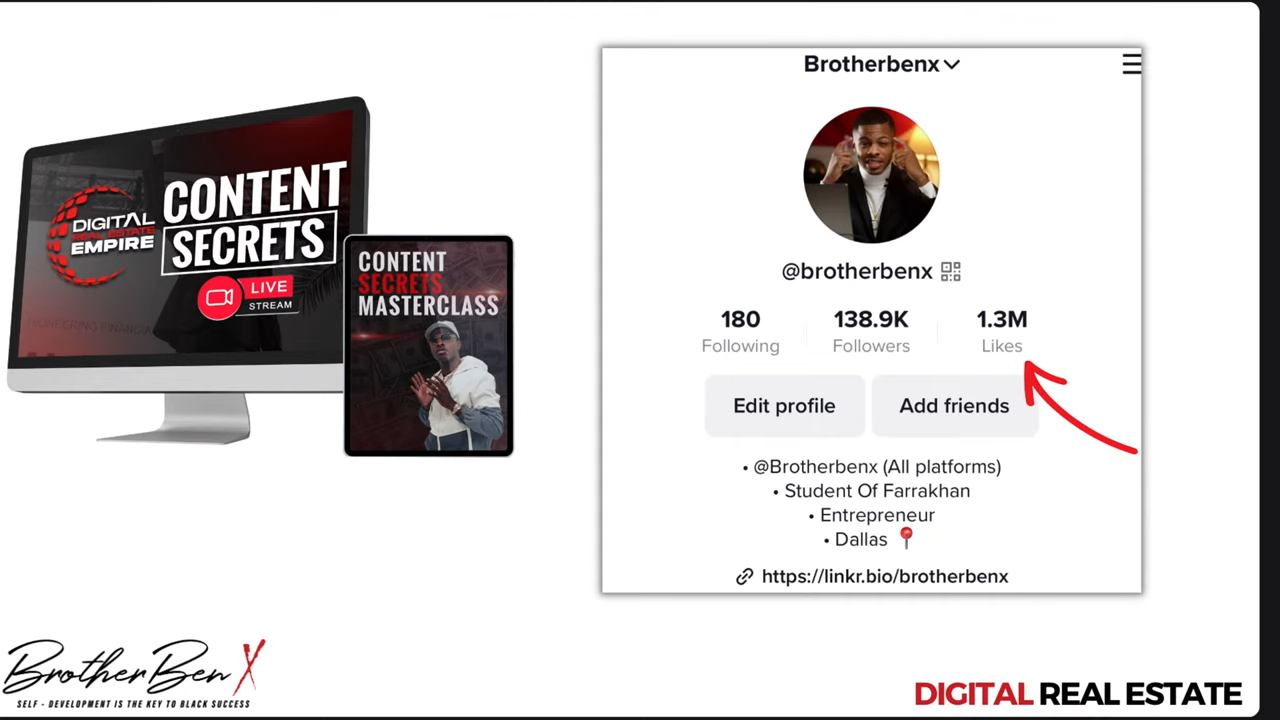 DIGITAL
REAL ESTATE
EMPIRE
CONTENT
SECRETS
LIVE
STREAM
CONTENT
SECRETS
MASTERCLASS
Brotherbenx
@brotherbenx
180
Following
138.9K
Followers
1.3M
Likes
Edit profile
Add friends
• @Brotherbenx (All platforms)
• Student Of Farrakhan
• Entrepreneur
• Dallas 📍
https://linkr.bio/brotherbenx
BrotherBen X
SELF - DEVELOPMENT IS THE KEY TO BLACK SUCCESS
DIGITAL REAL ESTATE